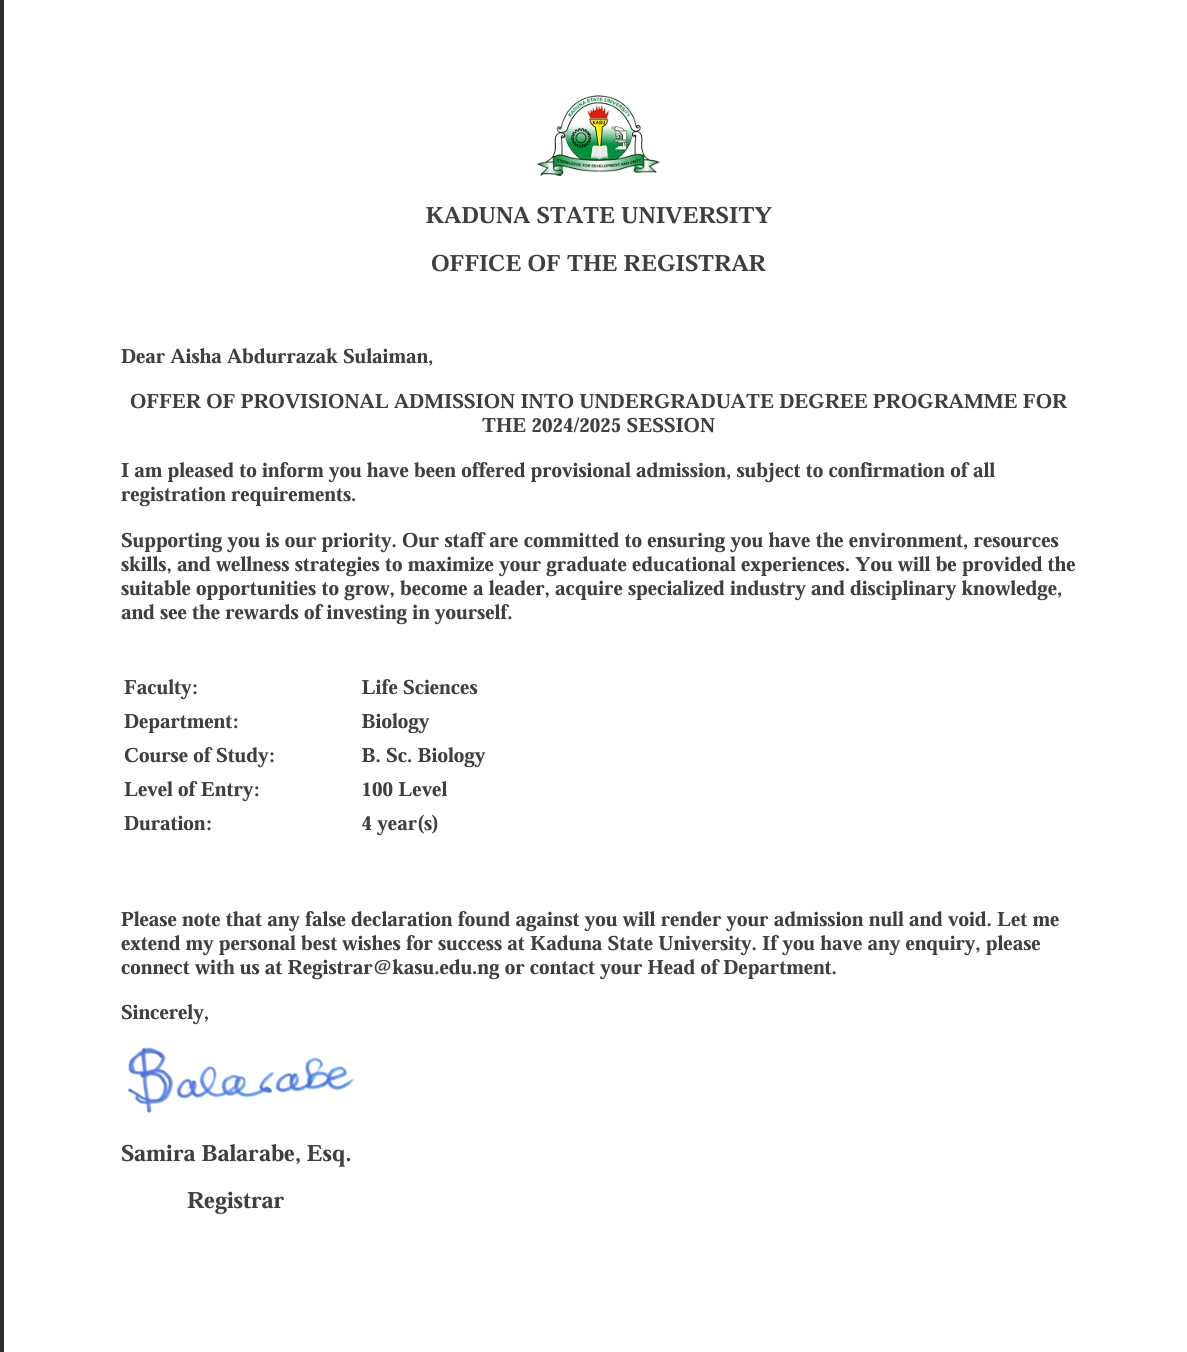 KADUNA STATE UNIVERSITY
KASU
KNOWLEDGE FOR DEVELOPMENT AND UNITY
KADUNA STATE UNIVERSITY
OFFICE OF THE REGISTRAR
Dear Aisha Abdurrazak Sulaiman,
OFFER OF PROVISIONAL ADMISSION INTO UNDERGRADUATE DEGREE PROGRAMME FOR
THE 2024/2025 SESSION
I am pleased to inform you have been offered provisional admission, subject to confirmation of all
registration requirements.
Supporting you is our priority. Our staff are committed to ensuring you have the environment, resources
skills, and wellness strategies to maximize your graduate educational experiences. You will be provided the
suitable opportunities to grow, become a leader, acquire specialized industry and disciplinary knowledge,
and see the rewards of investing in yourself.
Faculty: Life Sciences
Department: Biology
Course of Study: B. Sc. Biology
Level of Entry: 100 Level
Duration: 4 year(s)
Please note that any false declaration found against you will render your admission null and void. Let me
extend my personal best wishes for success at Kaduna State University. If you have any enquiry, please
connect with us at Registrar@kasu.edu.ng or contact your Head of Department.
Sincerely,
Balarabe
Samira Balarabe, Esq.
Registrar